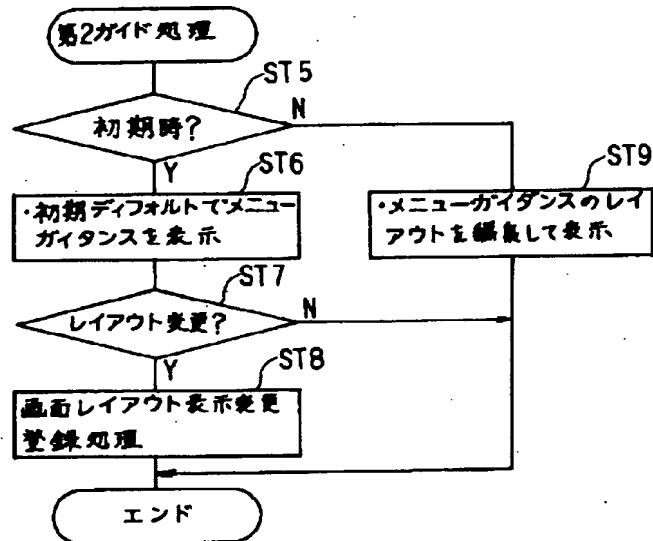 第2ガイド処理
ST5
初期時?
N
Y
ST6
・初期ディフォルトでメニュー
ガイタンスを表示
ST9
・メニューガイダンスのレイ
アウトを編集して表示
ST7
レイアウト変更?
N
Y
ST8
画面レイアウト表示変更
登録処理
エンド